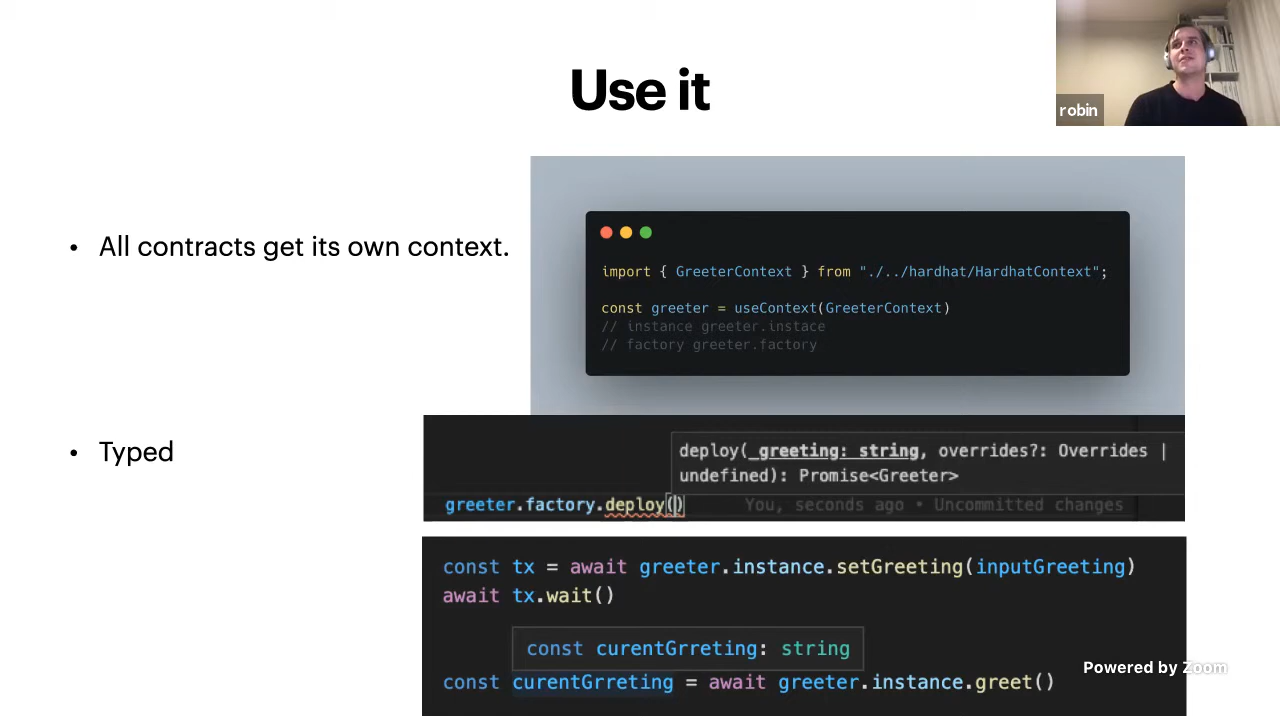 Use it
robin
• All contracts get its own context.
import { GreeterContext } from "./../hardhat/HardhatContext";
const greeter = useContext(GreeterContext)
// instance greeter.instace
// factory greeter.factory
• Typed
deploy(_greeting: string, overrides?: Overrides |
undefined): Promise<Greeter>
greeter.factory.deploy()
You, seconds ago • Uncommitted changes
const tx = await greeter.instance.setGreeting(inputGreeting)
await tx.wait()
const curentGrreting: string
const curentGrreting = await greeter.instance.greet()
Powered by Zoom